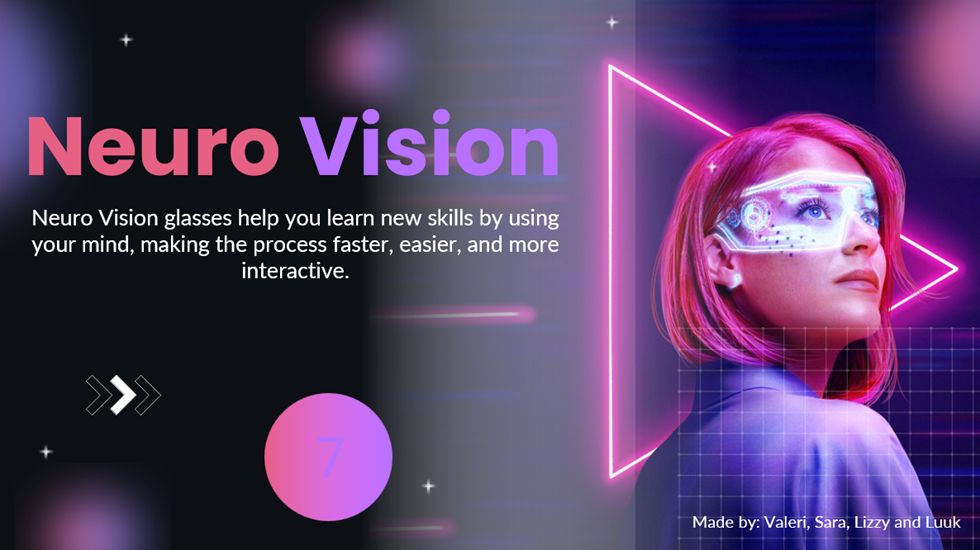 Neuro Vision
Neuro Vision glasses help you learn new skills by using
your mind, making the process faster, easier, and more
interactive.
7
Made by: Valeri, Sara, Lizzy and Luuk